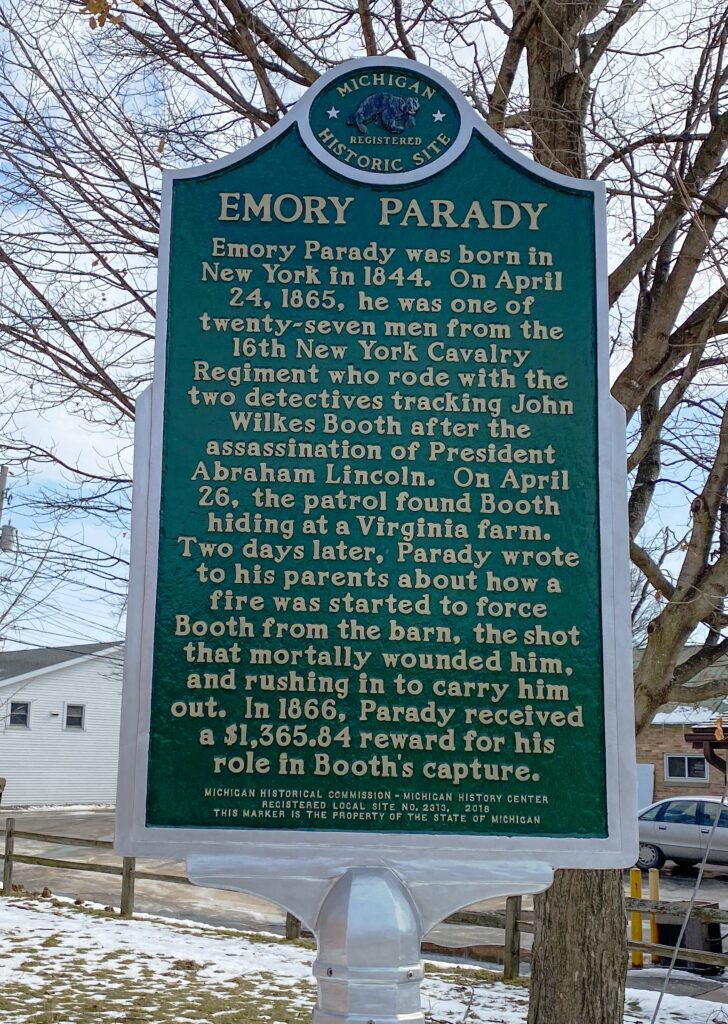 MICHIGAN
REGISTERED
HISTORIC SITE
EMORY PARADY
Emory Parady was born in
New York in 1844. On April
24, 1865, he was one of
twenty-seven men from the
16th New York Cavalry
Regiment who rode with the
two detectives tracking John
Wilkes Booth after the
assassination of President
Abraham Lincoln. On April
26, the patrol found Booth
hiding at a Virginia farm.
Two days later, Parady wrote
to his parents about how a
fire was started to force
Booth from the barn, the shot
that mortally wounded him,
and rushing in to carry him
out. In 1866, Parady received
a $1,365.84 reward for his
role in Booth's capture.
MICHIGAN HISTORICAL COMMISSION – MICHIGAN HISTORY CENTER
REGISTERED LOCAL SITE NO. 2313, 2018
THIS MARKER IS THE PROPERTY OF THE STATE OF MICHIGAN